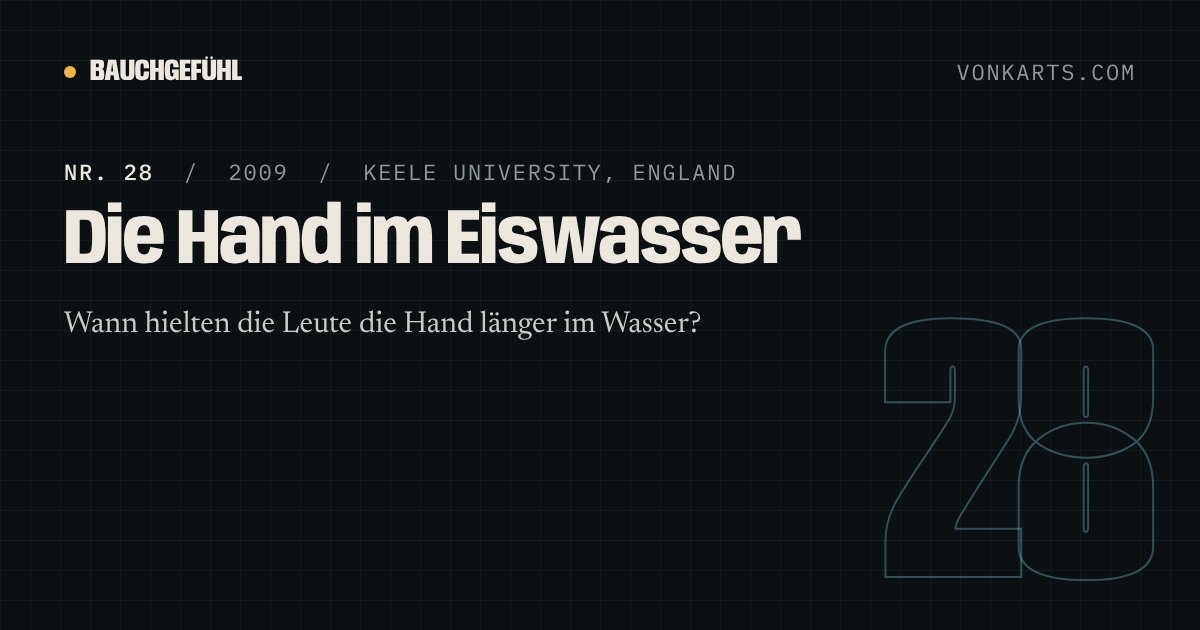 BAUCHGEFÜHL
VONKARTS.COM
NR. 28 / 2009 / KEELE UNIVERSITY, ENGLAND
Die Hand im Eiswasser
Wann hielten die Leute die Hand länger im Wasser?
28